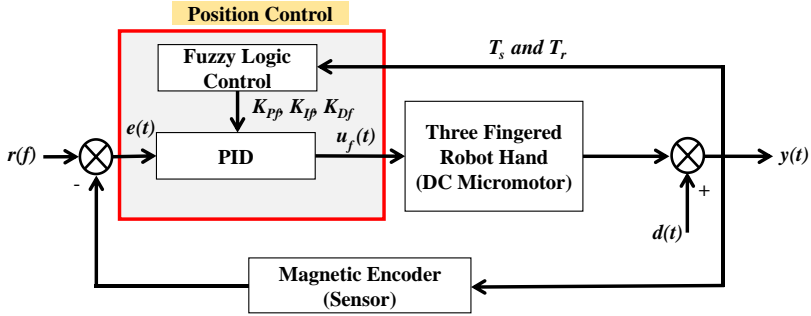 Position Control
Fuzzy Logic
Control
T_s and T_r
K_Pf, K_If, K_Df
e(t)
u_f(t)
r(f)
PID
Three Fingered
Robot Hand
(DC Micromotor)
y(t)
-
+
d(t)
Magnetic Encoder
(Sensor)